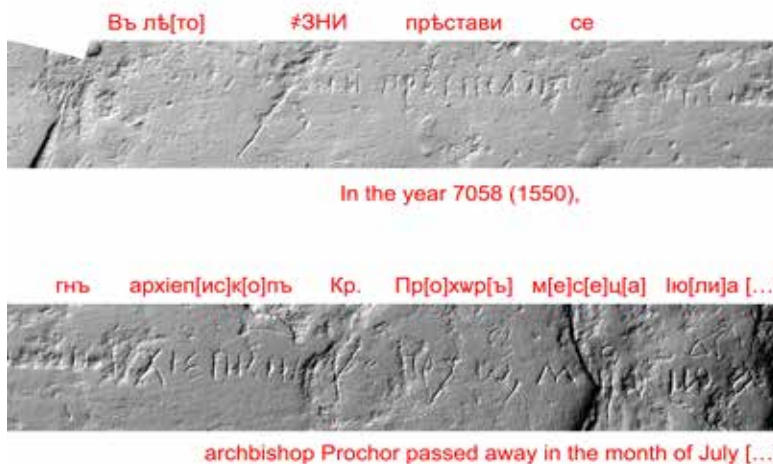 Въ лѣ[то] ҂ЗНИ прѣстави се
In the year 7058 (1550),
гнъ архіеп[ис]к[о]пъ Кр. Пр[о]хѡр[ъ] м[е]с[е]ц[а] Ію[ли]а [...
archbishop Prochor passed away in the month of July [...